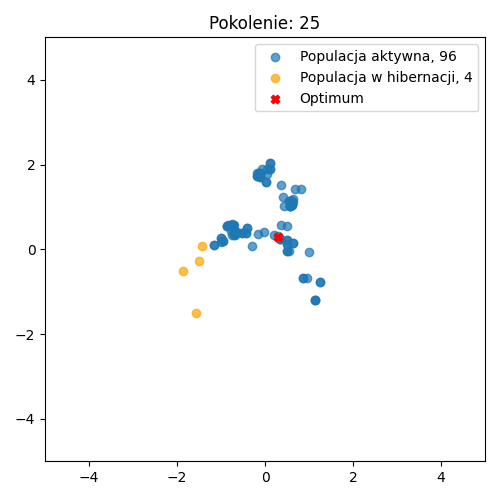 Pokolenie: 25
Populacja aktywna, 96
Populacja w hibernacji, 4
Optimum
4
2
0
−2
−4
−4 −2 0 2 4